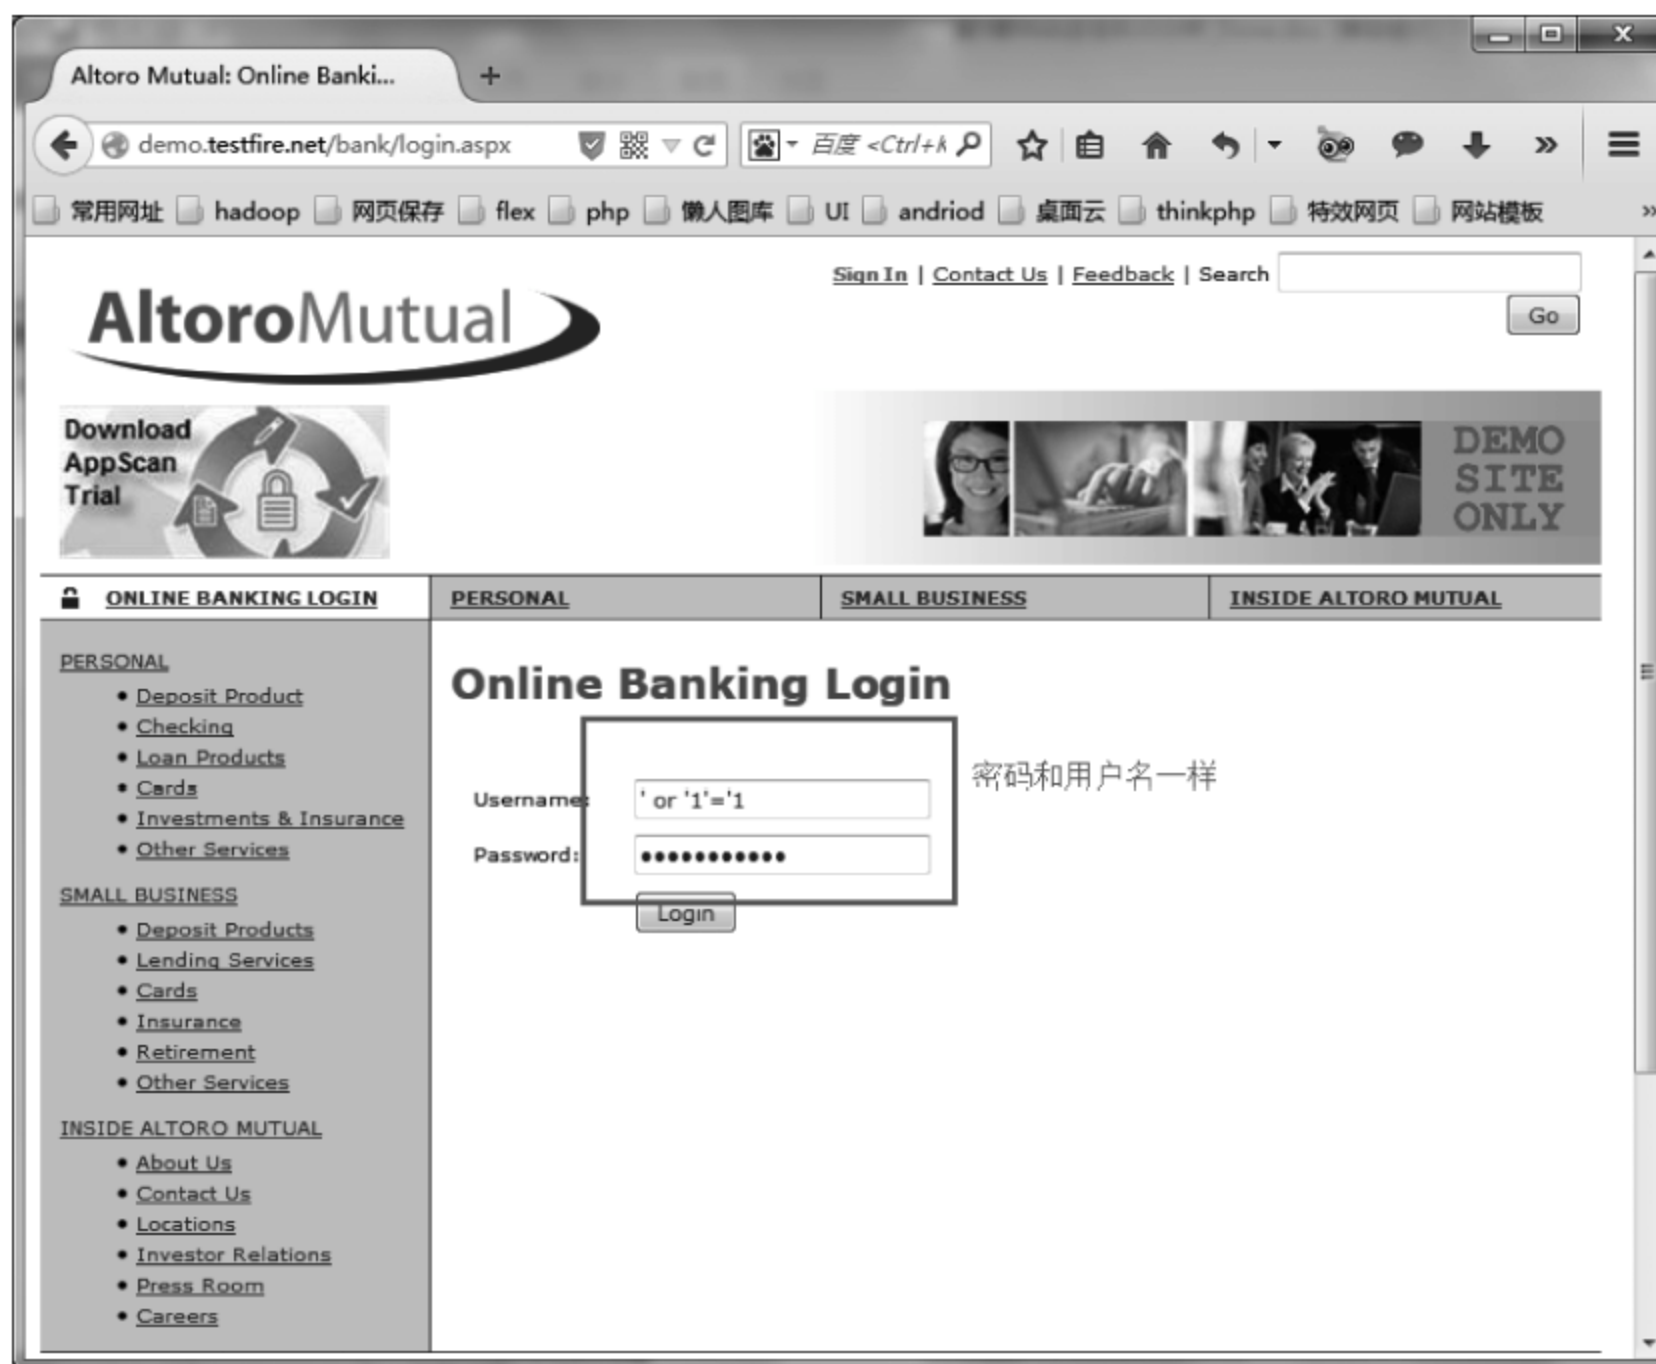 Altoro Mutual: Online Banki...
demo.testfire.net/bank/login.aspx
百度 <Ctrl+k
常用网址 hadoop 网页保存 flex php 懒人图库 UI andriod 桌面云 thinkphp 特效网页 网站模板
Sign In | Contact Us | Feedback | Search
Go
AltoroMutual
Download
AppScan
Trial
DEMO
SITE
ONLY
ONLINE BANKING LOGIN PERSONAL SMALL BUSINESS INSIDE ALTORO MUTUAL
PERSONAL
Deposit Product
Checking
Loan Products
Cards
Investments & Insurance
Other Services
SMALL BUSINESS
Deposit Products
Lending Services
Cards
Insurance
Retirement
Other Services
INSIDE ALTORO MUTUAL
About Us
Contact Us
Locations
Investor Relations
Press Room
Careers
Online Banking Login
密码和用户名一样
Username: ' or '1'='1
Password: •••••••••••
Login